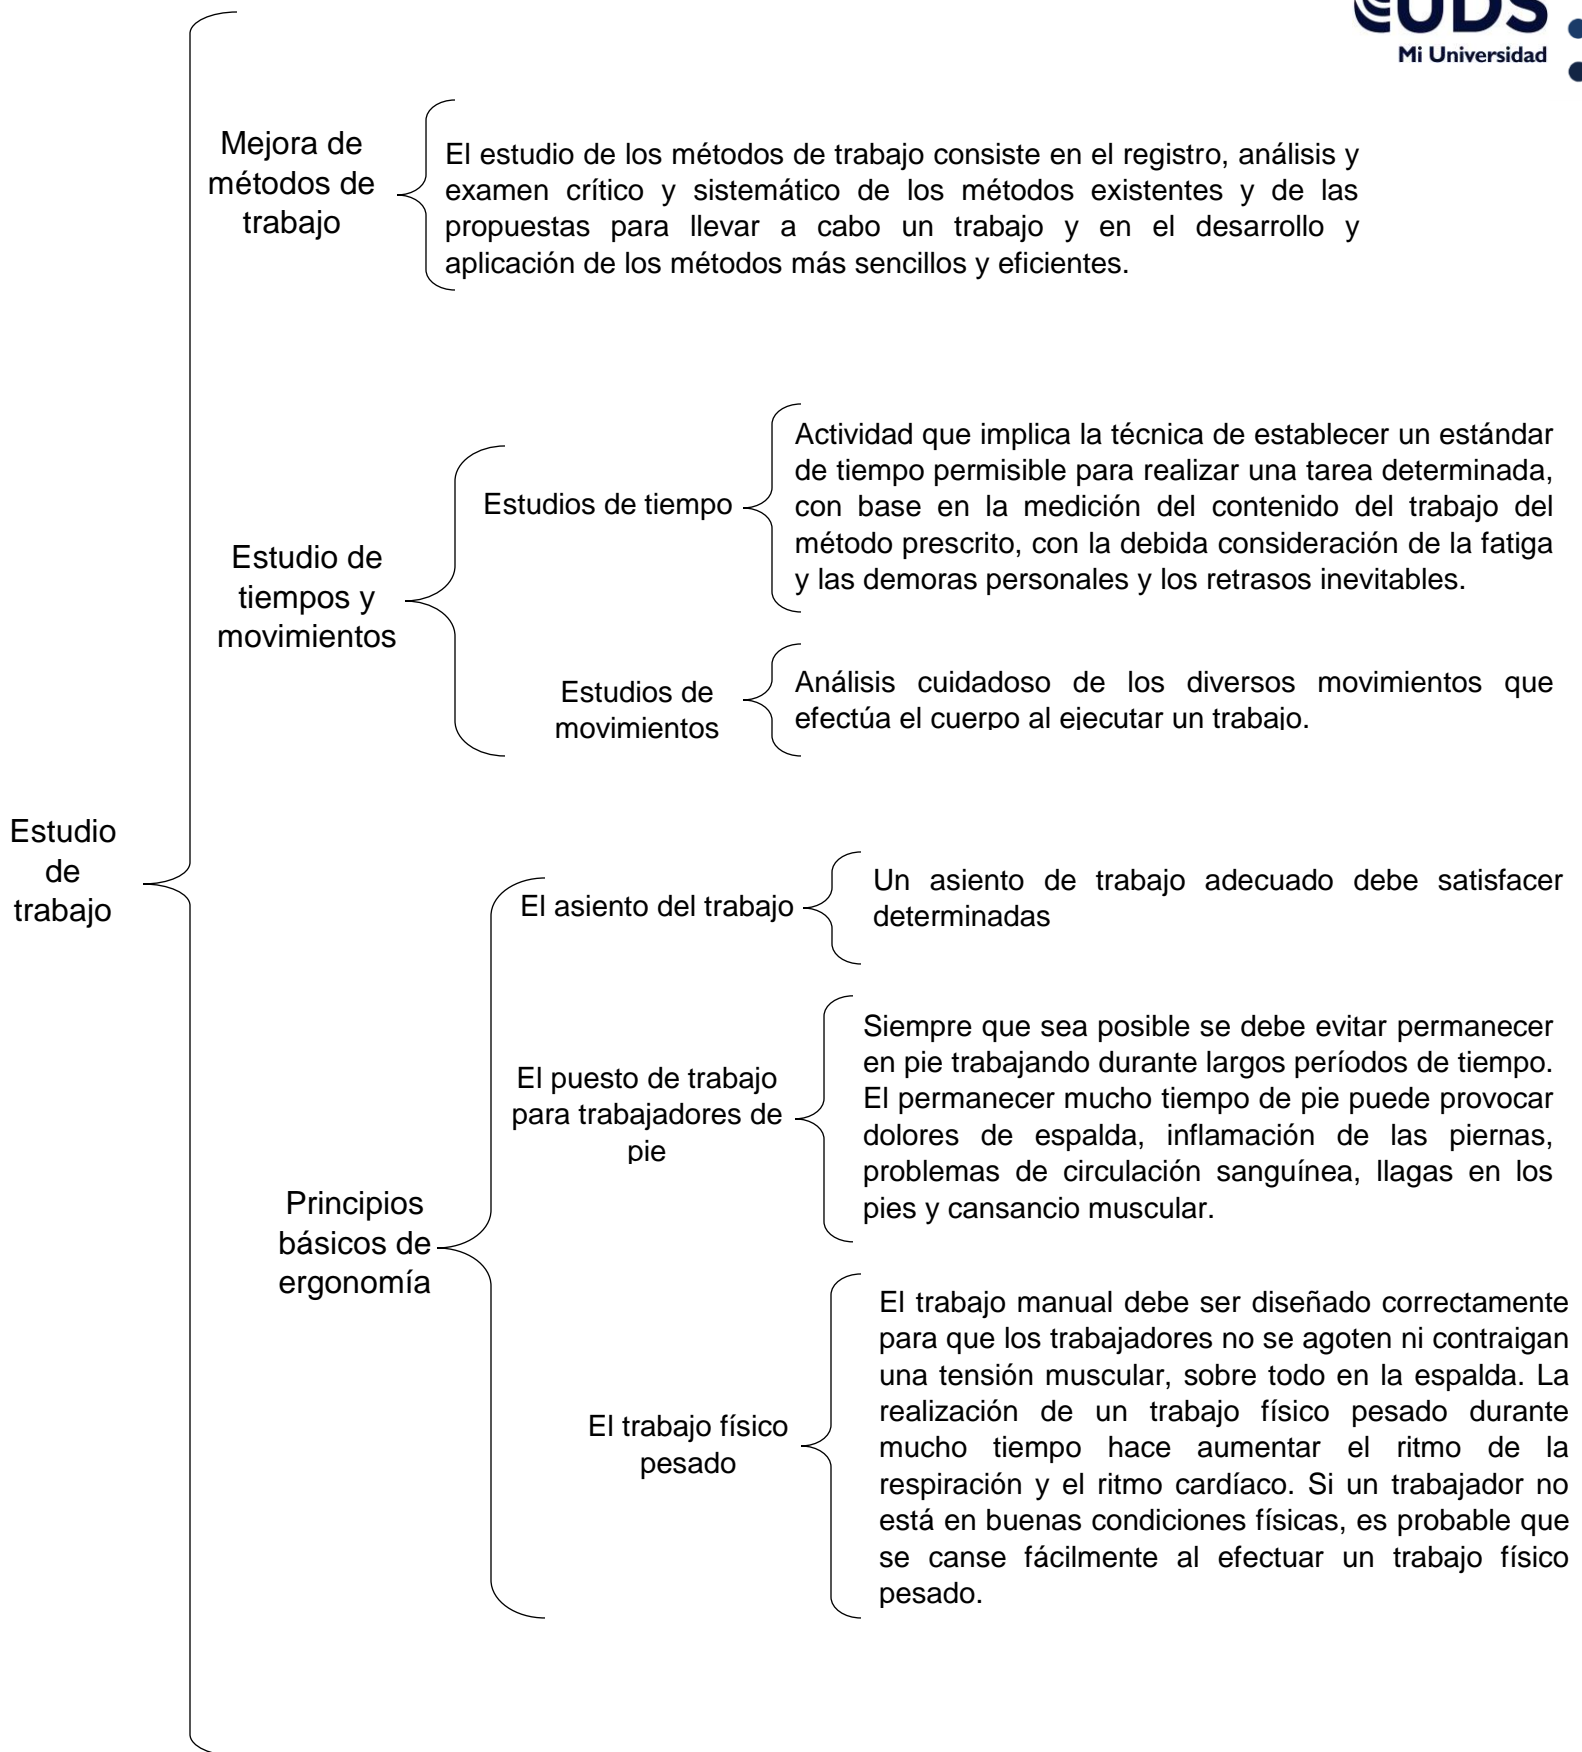 UDS
Mi Universidad
Mejora de
métodos de
trabajo
El estudio de los métodos de trabajo consiste en el registro, análisis y
examen crítico y sistemático de los métodos existentes y de las
propuestas para llevar a cabo un trabajo y en el desarrollo y
aplicación de los métodos más sencillos y eficientes.
Estudio de
tiempos y
movimientos
Estudios de tiempo
Actividad que implica la técnica de establecer un estándar
de tiempo permisible para realizar una tarea determinada,
con base en la medición del contenido del trabajo del
método prescrito, con la debida consideración de la fatiga
y las demoras personales y los retrasos inevitables.
Estudios de
movimientos
Análisis cuidadoso de los diversos movimientos que
efectúa el cuerpo al ejecutar un trabajo.
Estudio
de
trabajo
El asiento del trabajo
Un asiento de trabajo adecuado debe satisfacer
determinadas
El puesto de trabajo
para trabajadores de
pie
Siempre que sea posible se debe evitar permanecer
en pie trabajando durante largos períodos de tiempo.
El permanecer mucho tiempo de pie puede provocar
dolores de espalda, inflamación de las piernas,
problemas de circulación sanguínea, llagas en los
pies y cansancio muscular.
Principios
básicos de
ergonomía
El trabajo físico
pesado
El trabajo manual debe ser diseñado correctamente
para que los trabajadores no se agoten ni contraigan
una tensión muscular, sobre todo en la espalda. La
realización de un trabajo físico pesado durante
mucho tiempo hace aumentar el ritmo de la
respiración y el ritmo cardíaco. Si un trabajador no
está en buenas condiciones físicas, es probable que
se canse fácilmente al efectuar un trabajo físico
pesado.